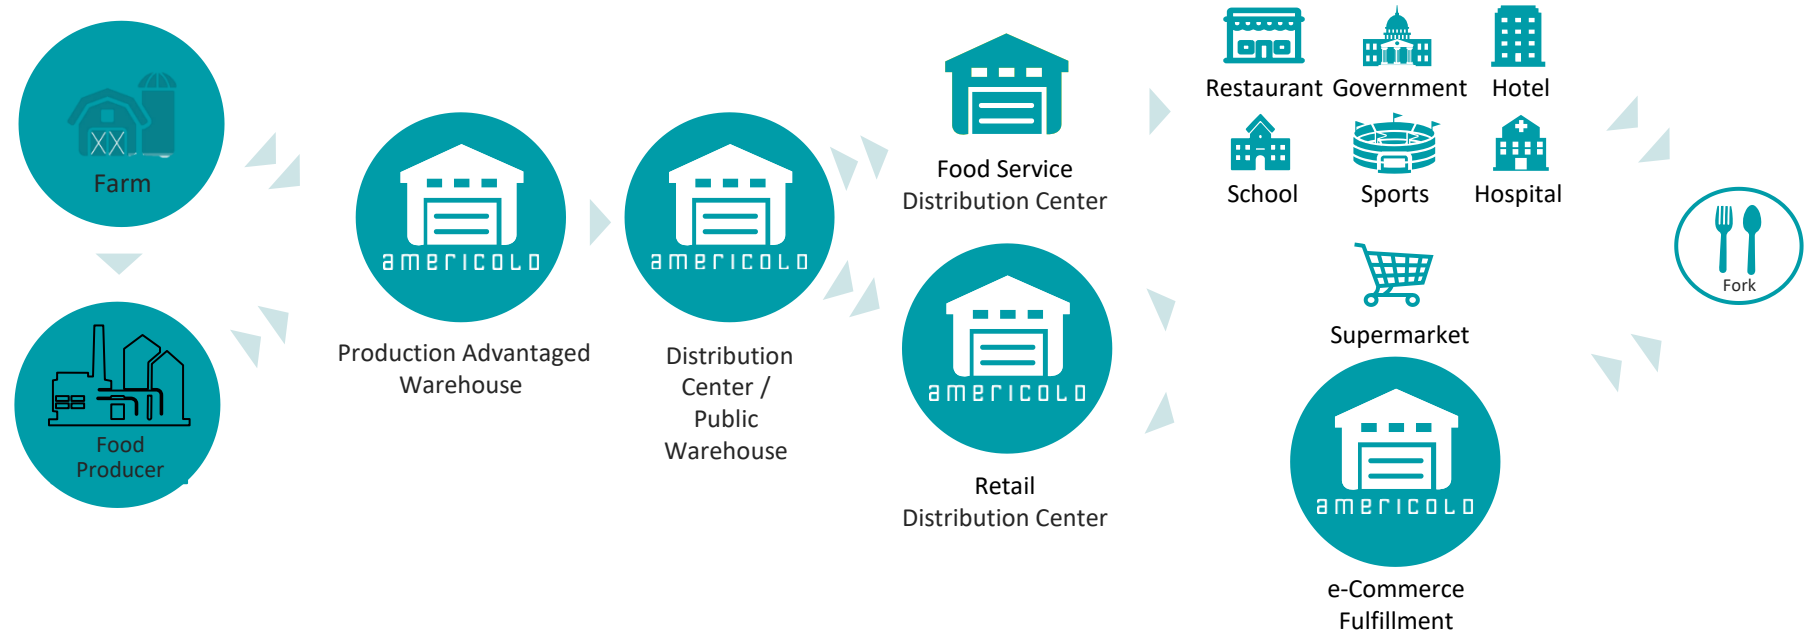 Farm
Food
Producer
americold
Production Advantaged
Warehouse
americold
Distribution
Center /
Public
Warehouse
Food Service
Distribution Center
americold
Retail
Distribution Center
Restaurant
Government
Hotel
School
Sports
Hospital
Supermarket
americold
e-Commerce
Fulfillment
Fork